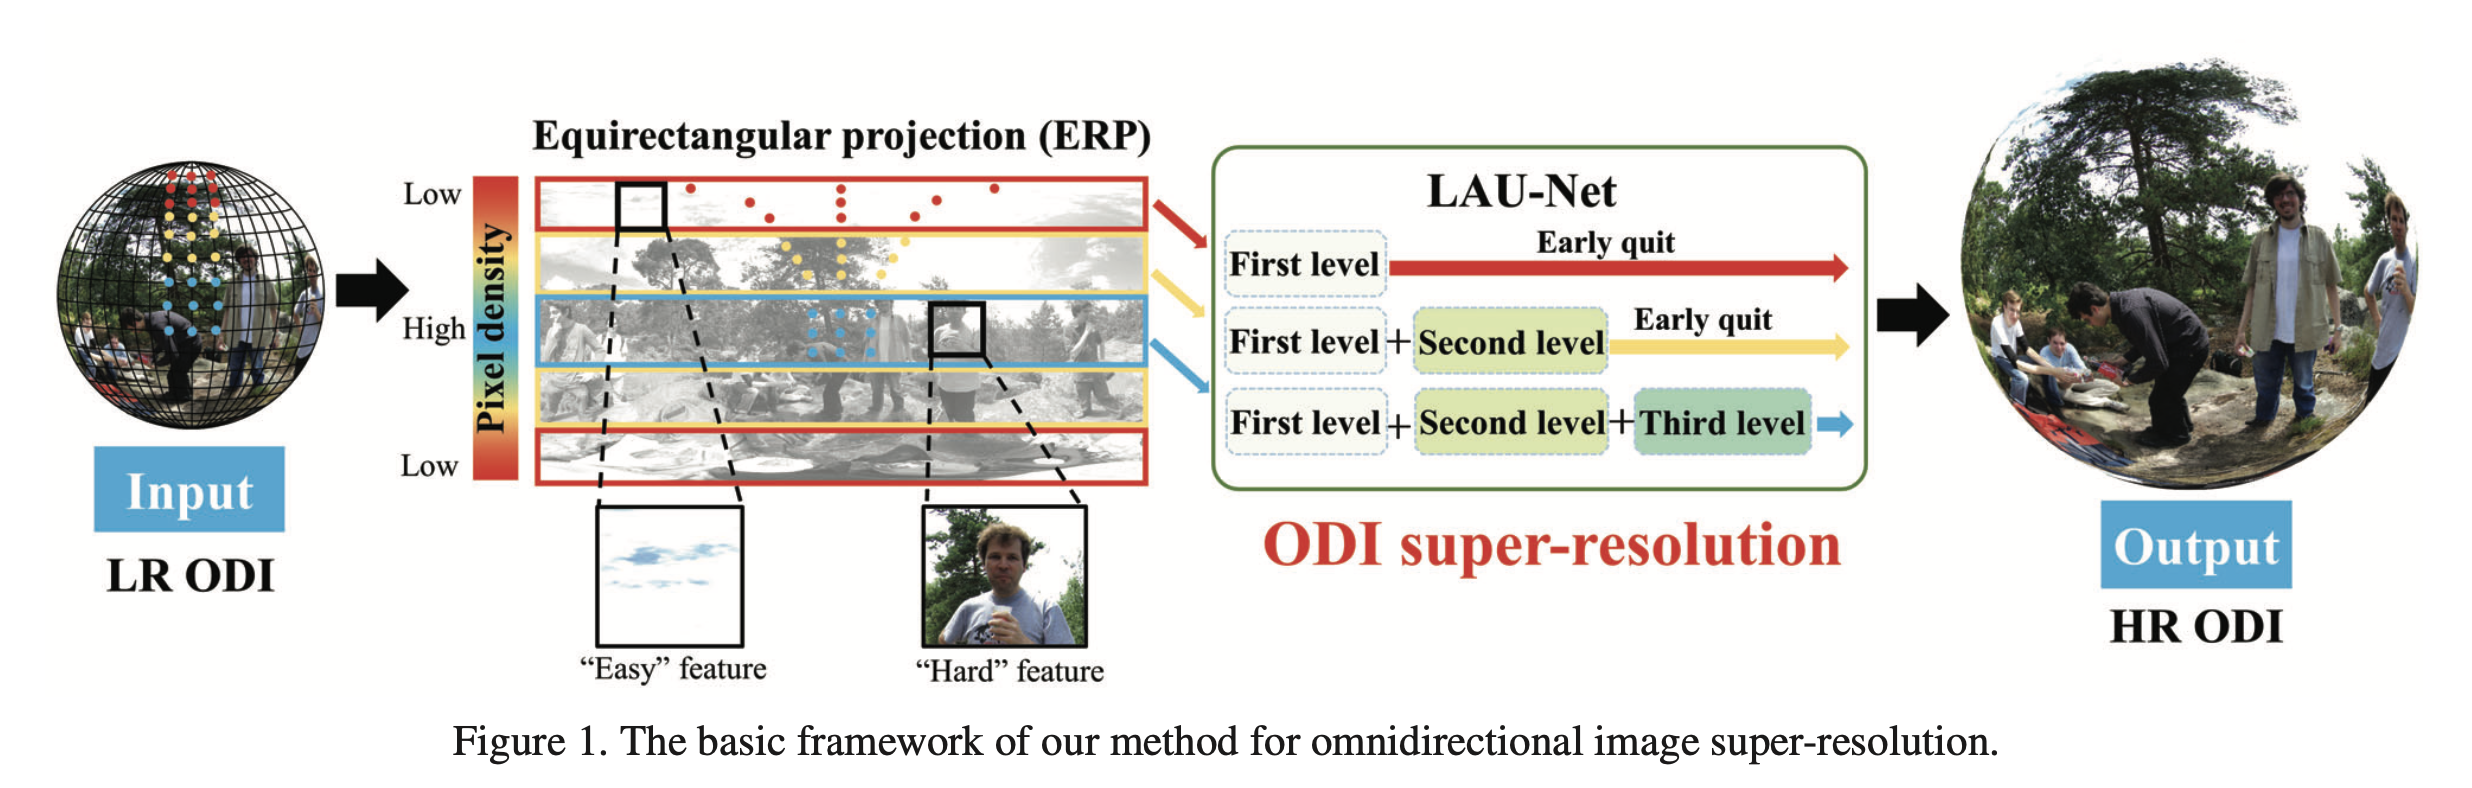 Equirectangular projection (ERP)
Low
High
Low
Pixel density
Input
LR ODI
“Easy” feature
“Hard” feature
LAU-Net
First level
Early quit
First level + Second level
Early quit
First level + Second level + Third level
ODI super-resolution
Output
HR ODI
Figure 1. The basic framework of our method for omnidirectional image super-resolution.